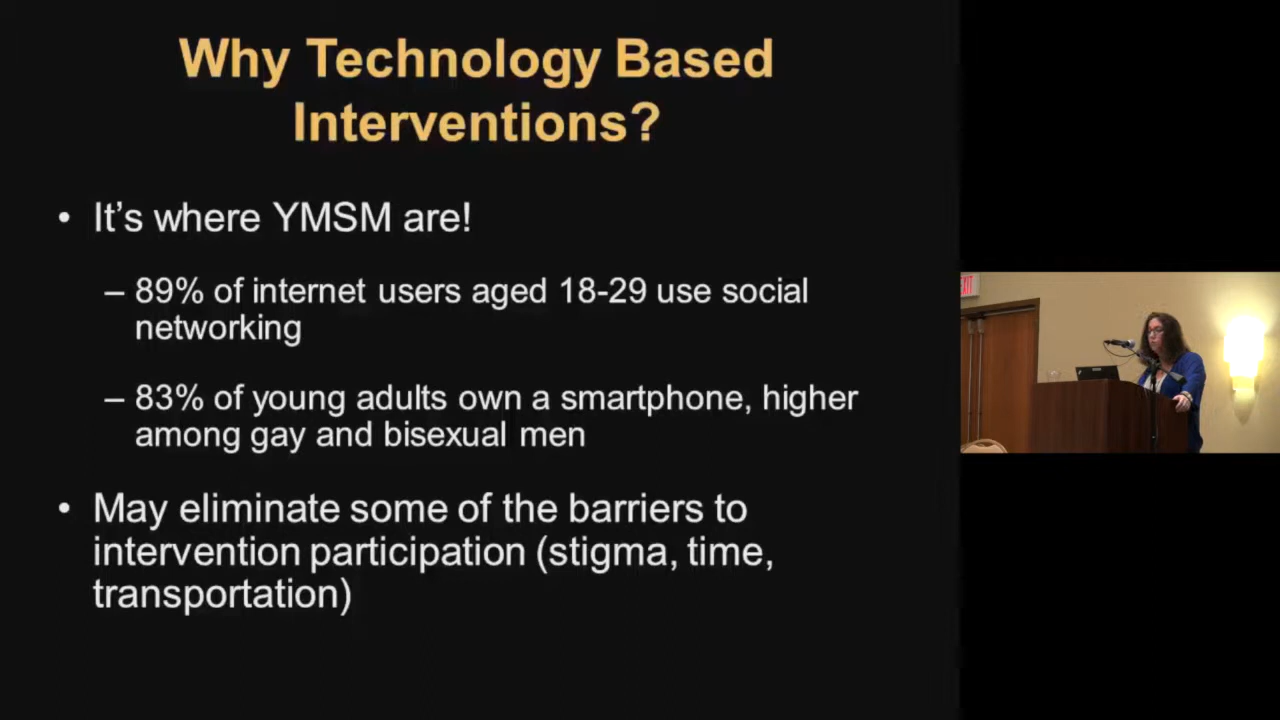 Why Technology Based
Interventions?
• It's where YMSM are!
– 89% of internet users aged 18-29 use social
networking
– 83% of young adults own a smartphone, higher
among gay and bisexual men
• May eliminate some of the barriers to
intervention participation (stigma, time,
transportation)